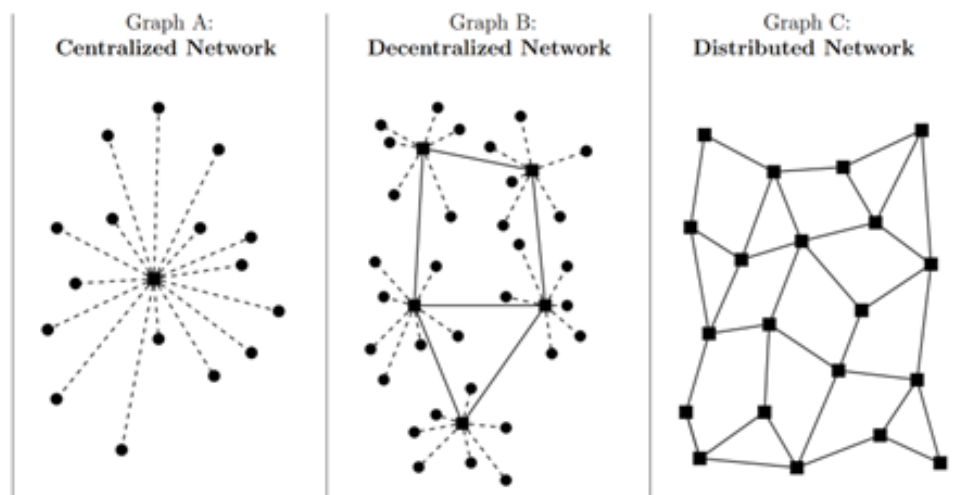 Graph A:
Centralized Network
Graph B:
Decentralized Network
Graph C:
Distributed Network